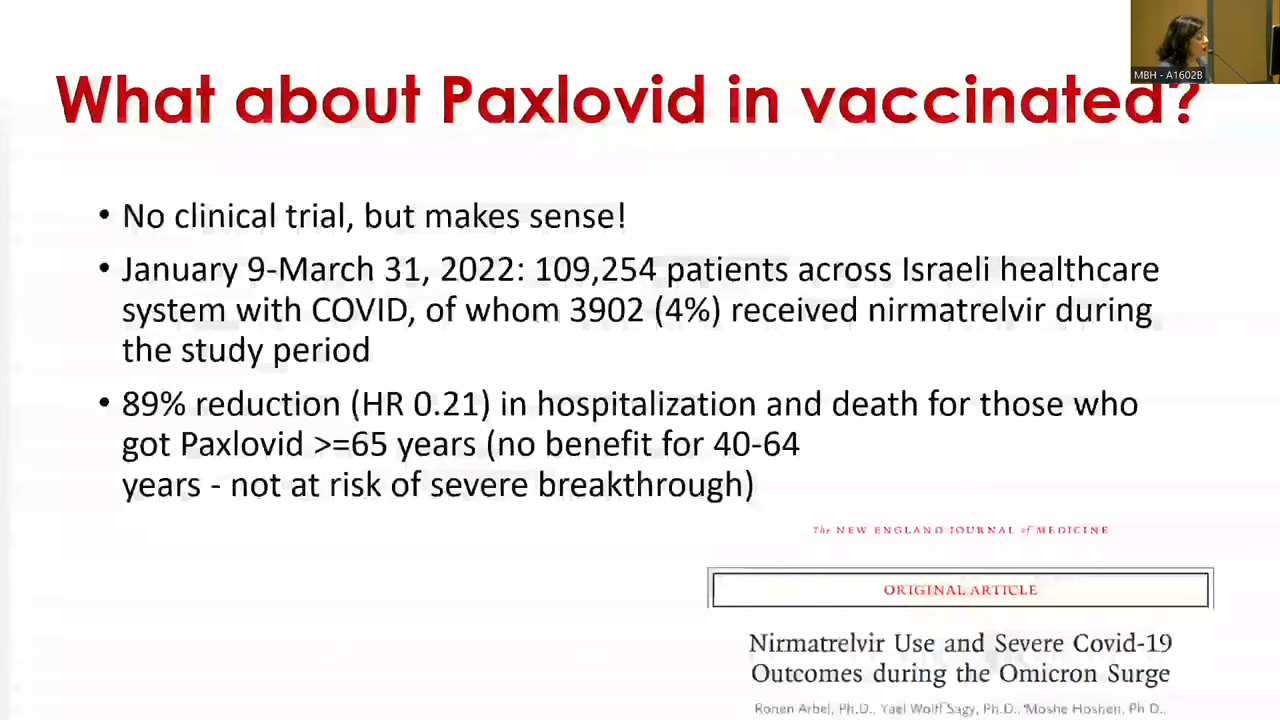 MBH - A1602B
What about Paxlovid in vaccinated?
• No clinical trial, but makes sense!
• January 9-March 31, 2022: 109,254 patients across Israeli healthcare
system with COVID, of whom 3902 (4%) received nirmatrelvir during
the study period
• 89% reduction (HR 0.21) in hospitalization and death for those who
got Paxlovid >=65 years (no benefit for 40-64
years - not at risk of severe breakthrough)
The NEW ENGLAND JOURNAL of MEDICINE
ORIGINAL ARTICLE
Nirmatrelvir Use and Severe Covid-19
Outcomes during the Omicron Surge
Ronen Arbel, Ph.D., Yael Wolff Sagy, Ph.D., Moshe Hoshen, Ph.D.,